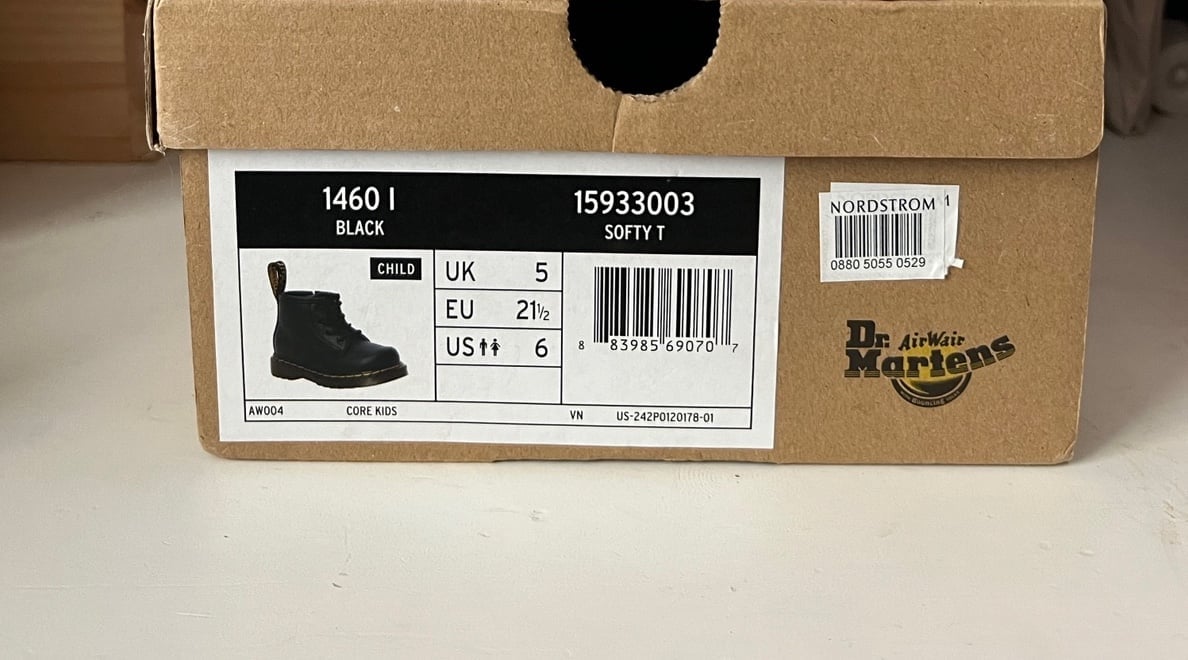 1460 I
BLACK
15933003
SOFTY T
CHILD
UK 5
EU 21½
US 6
8 83985 69070 7
AW004 CORE KIDS VN US-242P0120178-01
NORDSTROM
0880 5055 0529
Dr. AirWair
Martens